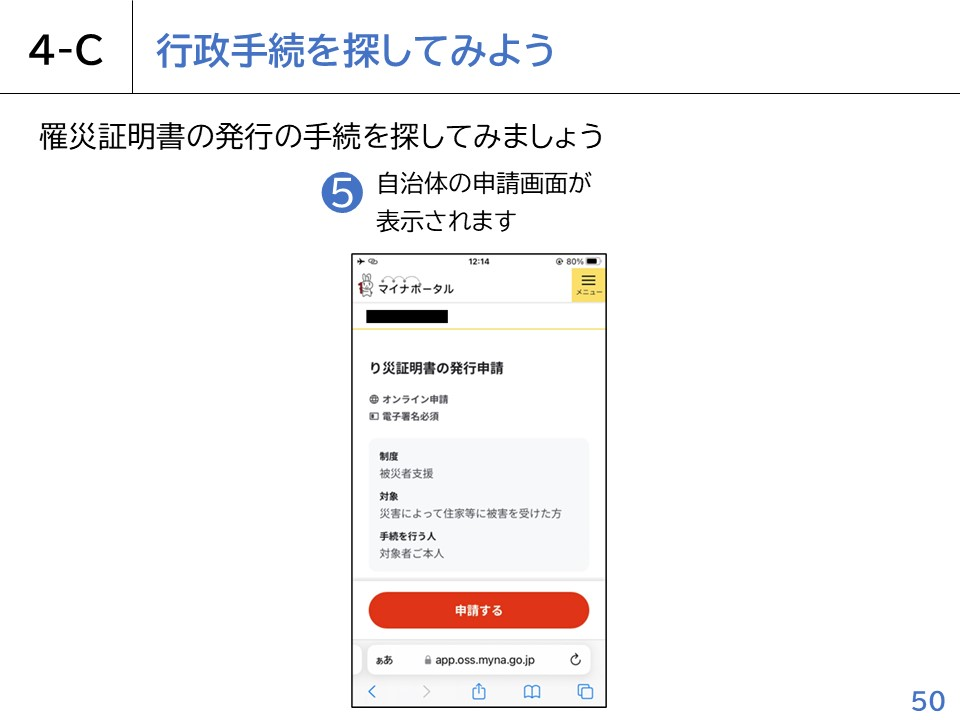 4-C
行政手続を探してみよう
罹災証明書の発行の手続を探してみましょう
5
自治体の申請画面が
表示されます
12:14
80%
マイナポータル
メニュー
り災証明書の発行申請
オンライン申請
電子署名必須
制度
被災者支援
対象
災害によって住家等に被害を受けた方
手続を行う人
対象者ご本人
申請する
ぁあ
app.oss.myna.go.jp
50